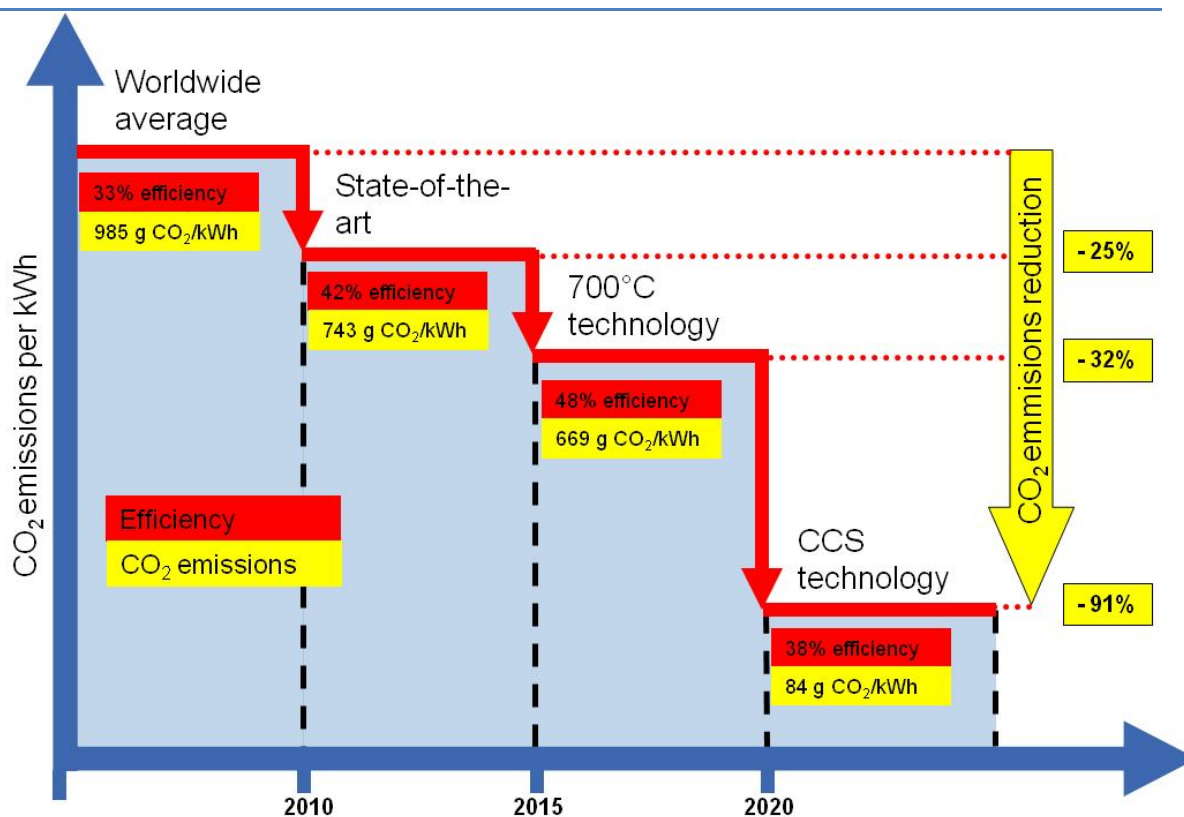 CO₂ emissions per kWh
Worldwide
average
33% efficiency
985 g CO₂/kWh
State-of-the-
art
42% efficiency
743 g CO₂/kWh
700°C
technology
48% efficiency
669 g CO₂/kWh
CCS
technology
38% efficiency
84 g CO₂/kWh
Efficiency
CO₂ emissions
CO₂ emmisions reduction
- 25%
- 32%
- 91%
2010
2015
2020